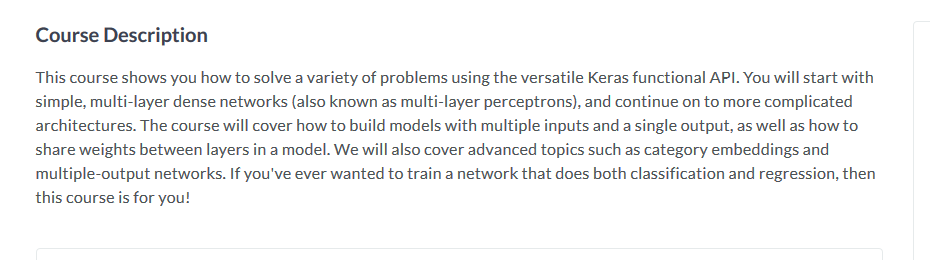 Course Description
This course shows you how to solve a variety of problems using the versatile Keras functional API. You will start with
simple, multi-layer dense networks (also known as multi-layer perceptrons), and continue on to more complicated
architectures. The course will cover how to build models with multiple inputs and a single output, as well as how to
share weights between layers in a model. We will also cover advanced topics such as category embeddings and
multiple-output networks. If you've ever wanted to train a network that does both classification and regression, then
this course is for you!